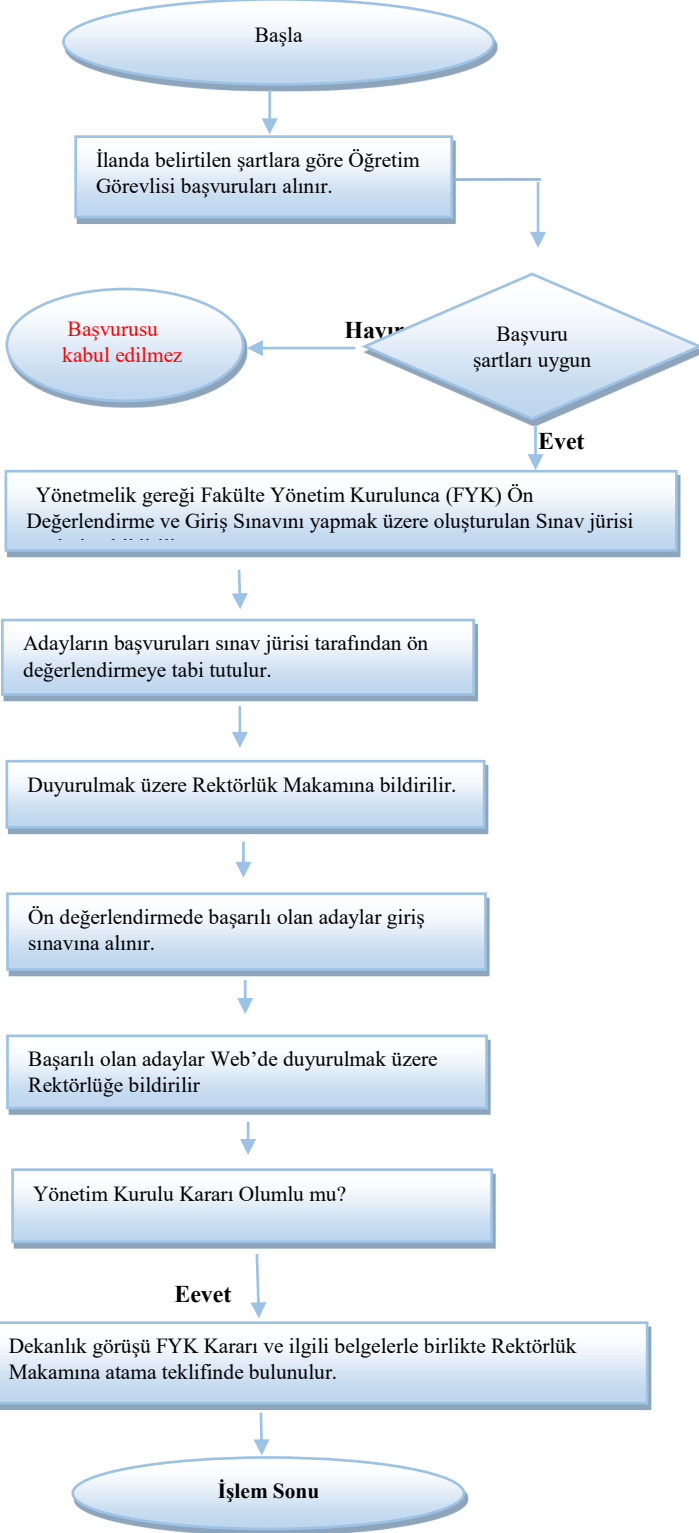 Başla
İlanda belirtilen şartlara göre Öğretim
Görevlisi başvuruları alınır.
Başvurusu
kabul edilmez
Hayır
Başvuru
şartları uygun
Evet
Yönetmelik gereği Fakülte Yönetim Kurulunca (FYK) Ön
Değerlendirme ve Giriş Sınavını yapmak üzere oluşturulan Sınav jürisi
Adayların başvuruları sınav jürisi tarafından ön
değerlendirmeye tabi tutulur.
Duyurulmak üzere Rektörlük Makamına bildirilir.
Ön değerlendirmede başarılı olan adaylar giriş
sınavına alınır.
Başarılı olan adaylar Web’de duyurulmak üzere
Rektörlüğe bildirilir
Yönetim Kurulu Kararı Olumlu mu?
Eevet
Dekanlık görüşü FYK Kararı ve ilgili belgelerle birlikte Rektörlük
Makamına atama teklifinde bulunulur.
İşlem Sonu